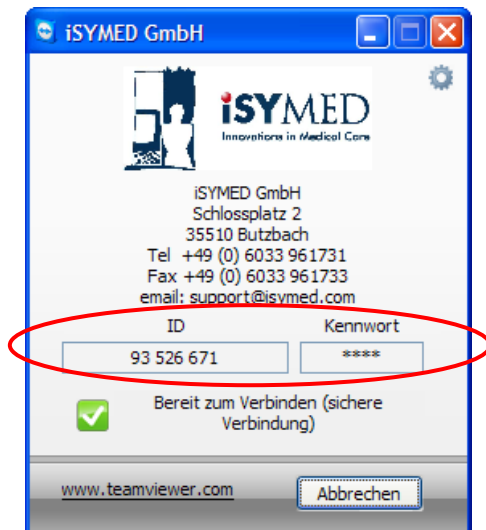 iSYMED GmbH
iSYMED
Innovations in Medical Care
iSYMED GmbH
Schlossplatz 2
35510 Butzbach
Tel +49 (0) 6033 961731
Fax +49 (0) 6033 961733
email: support@isymed.com
ID Kennwort
93 526 671 ****
Bereit zum Verbinden (sichere
Verbindung)
www.teamviewer.com Abbrechen